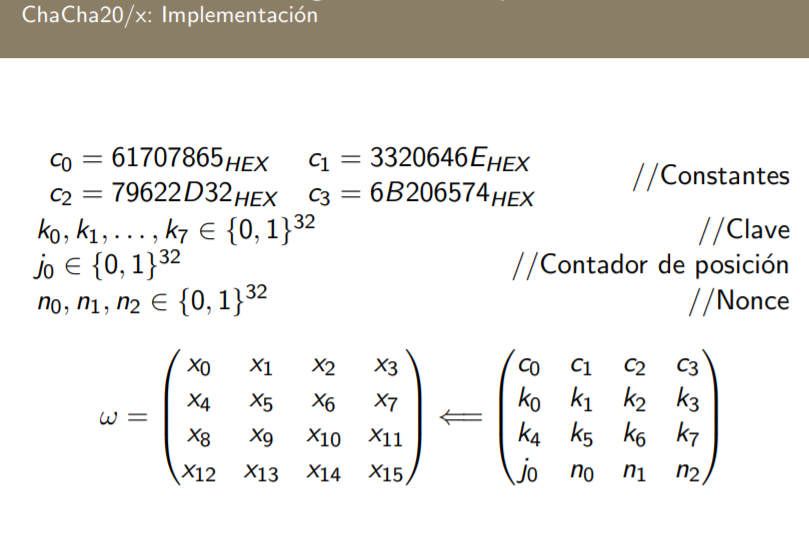 ChaCha20/x: Implementación
c₀ = 61707865_HEX c₁ = 3320646E_HEX
//Constantes
c₂ = 79622D32_HEX c₃ = 6B206574_HEX
k₀, k₁, . . . , k₇ ∈ {0, 1}³² //Clave
j₀ ∈ {0, 1}³² //Contador de posición
n₀, n₁, n₂ ∈ {0, 1}³² //Nonce
x₀ x₁ x₂ x₃ c₀ c₁ c₂ c₃
x₄ x₅ x₆ x₇ k₀ k₁ k₂ k₃
ω = ⟸
x₈ x₉ x₁₀ x₁₁ k₄ k₅ k₆ k₇
x₁₂ x₁₃ x₁₄ x₁₅ j₀ n₀ n₁ n₂